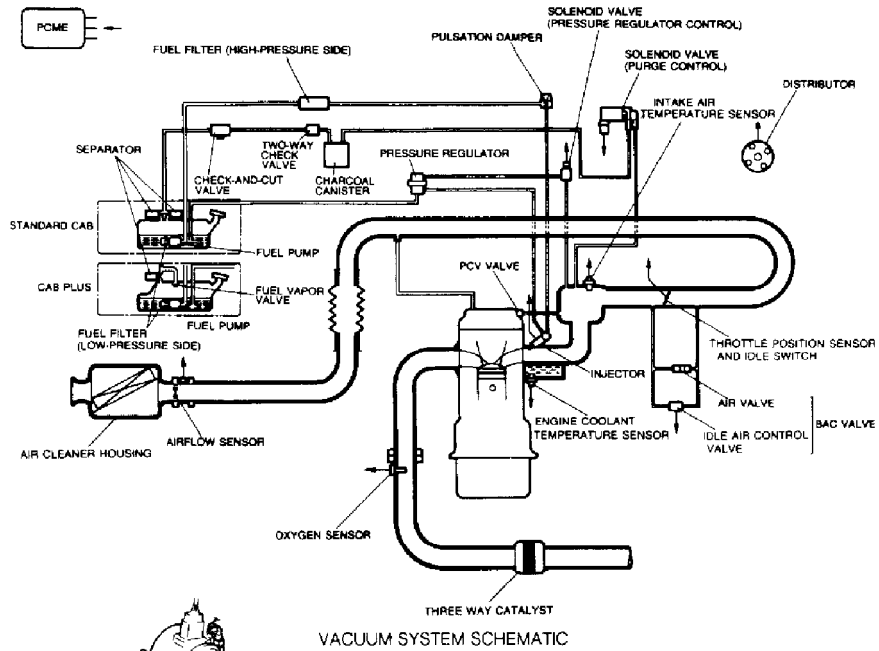 PCME
SOLENOID VALVE
(PRESSURE REGULATOR CONTROL)
FUEL FILTER (HIGH-PRESSURE SIDE)
PULSATION DAMPER
SOLENOID VALVE
(PURGE CONTROL)
DISTRIBUTOR
INTAKE AIR
TEMPERATURE SENSOR
SEPARATOR
TWO-WAY
CHECK
VALVE
PRESSURE REGULATOR
CHECK-AND-CUT
VALVE
CHARCOAL
CANISTER
STANDARD CAB
FUEL PUMP
CAB PLUS
FUEL VAPOR
VALVE
PCV VALVE
FUEL FILTER
(LOW-PRESSURE SIDE)
FUEL PUMP
THROTTLE POSITION SENSOR
AND IDLE SWITCH
INJECTOR
AIR VALVE
BAC VALVE
IDLE AIR CONTROL
VALVE
ENGINE COOLANT
TEMPERATURE SENSOR
AIR CLEANER HOUSING
AIRFLOW SENSOR
OXYGEN SENSOR
THREE WAY CATALYST
VACUUM SYSTEM SCHEMATIC